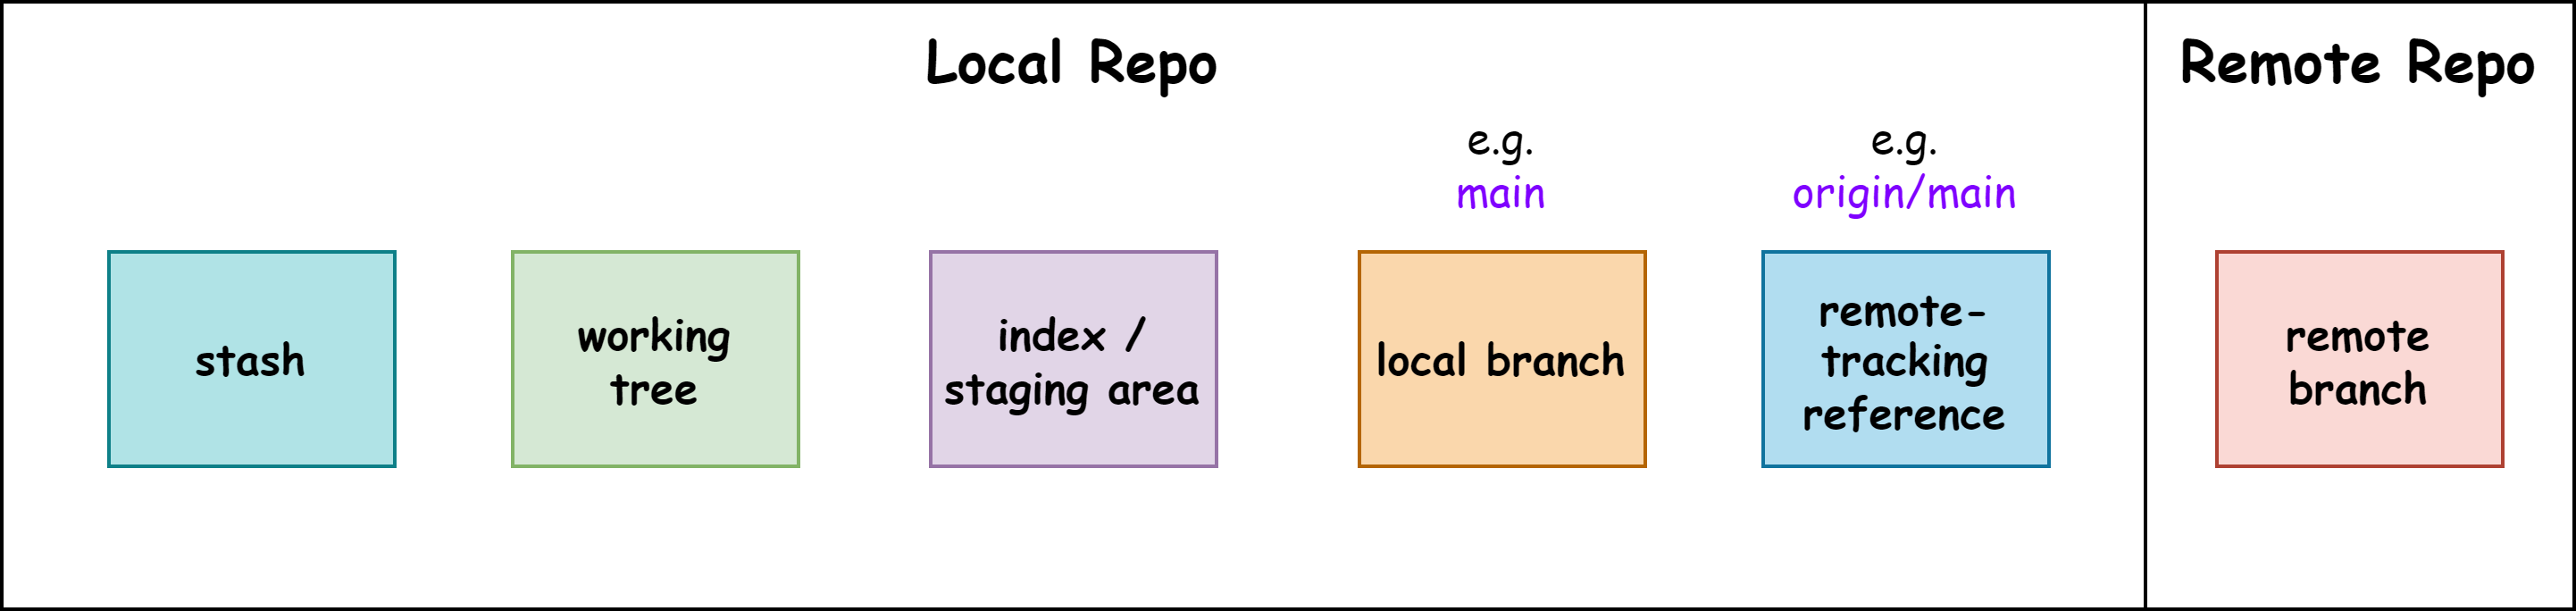 Local Repo
Remote Repo
e.g.
main
e.g.
origin/main
stash
working
tree
index /
staging area
local branch
remote-
tracking
reference
remote
branch